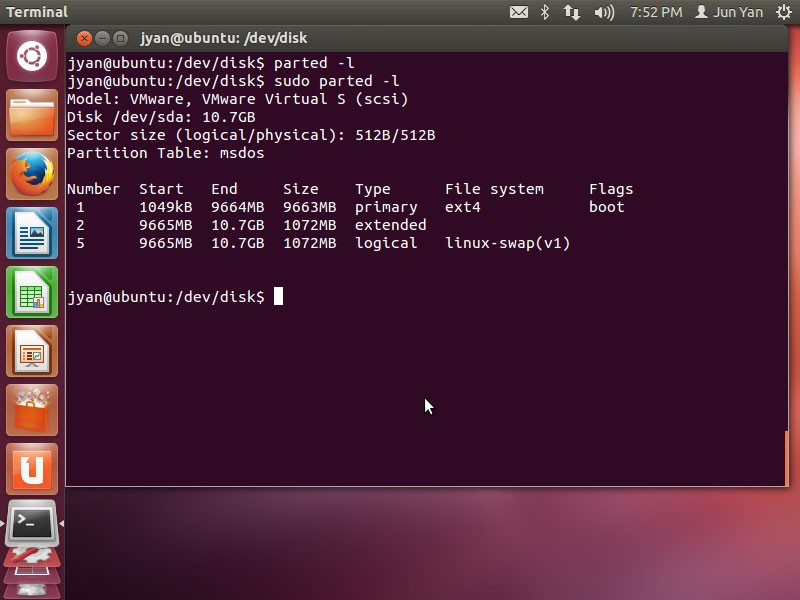 Terminal 7:52 PM Jun Yan
jyan@ubuntu: /dev/disk
jyan@ubuntu:/dev/disk$ parted -l
jyan@ubuntu:/dev/disk$ sudo parted -l
Model: VMware, VMware Virtual S (scsi)
Disk /dev/sda: 10.7GB
Sector size (logical/physical): 512B/512B
Partition Table: msdos
Number Start End Size Type File system Flags
1 1049kB 9664MB 9663MB primary ext4 boot
2 9665MB 10.7GB 1072MB extended
5 9665MB 10.7GB 1072MB logical linux-swap(v1)
jyan@ubuntu:/dev/disk$